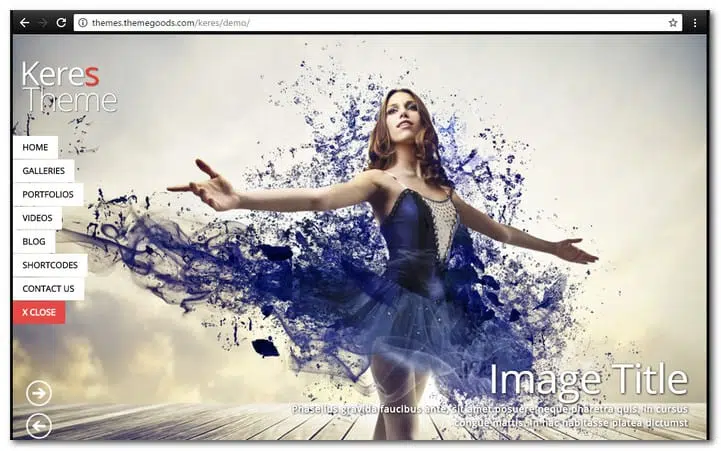 themes.themegoods.com/keres/demo/
Keres
Theme
HOME
GALLERIES
PORTFOLIOS
VIDEOS
BLOG
SHORTCODES
CONTACT US
X CLOSE
Image Title
Phasellus gravida faucibus ante, sit amet posuere neque pharetra quis. In cursus
congue mattis. In hac habitasse platea dictumst